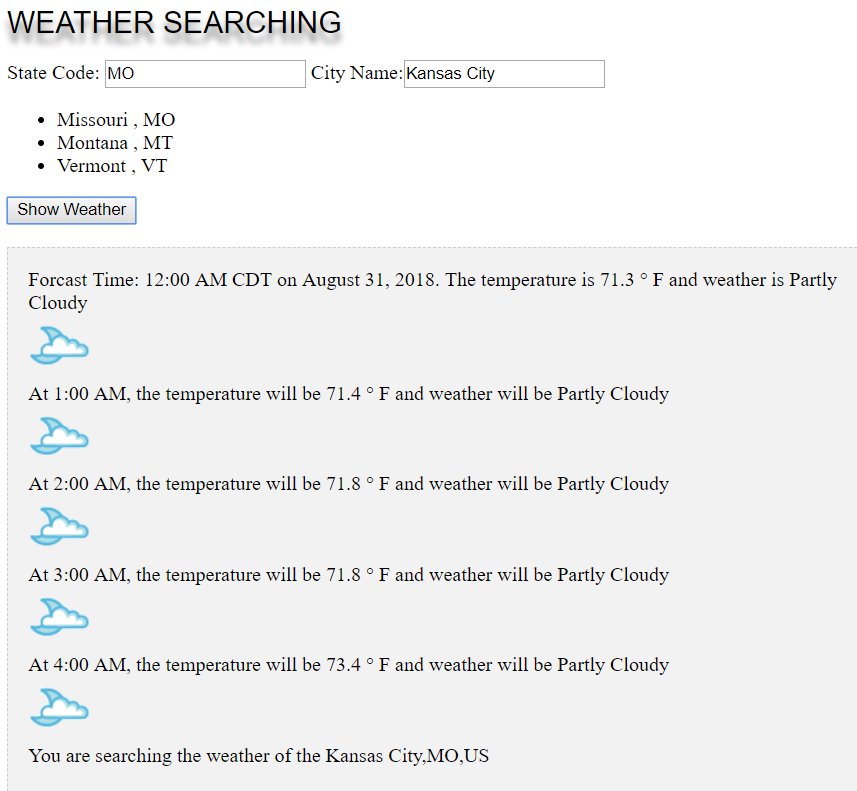 WEATHER SEARCHING
State Code: MO City Name: Kansas City
Missouri , MO
Montana , MT
Vermont , VT
Show Weather
Forcast Time: 12:00 AM CDT on August 31, 2018. The temperature is 71.3 ° F and weather is Partly
Cloudy
At 1:00 AM, the temperature will be 71.4 ° F and weather will be Partly Cloudy
At 2:00 AM, the temperature will be 71.8 ° F and weather will be Partly Cloudy
At 3:00 AM, the temperature will be 71.8 ° F and weather will be Partly Cloudy
At 4:00 AM, the temperature will be 73.4 ° F and weather will be Partly Cloudy
You are searching the weather of the Kansas City,MO,US